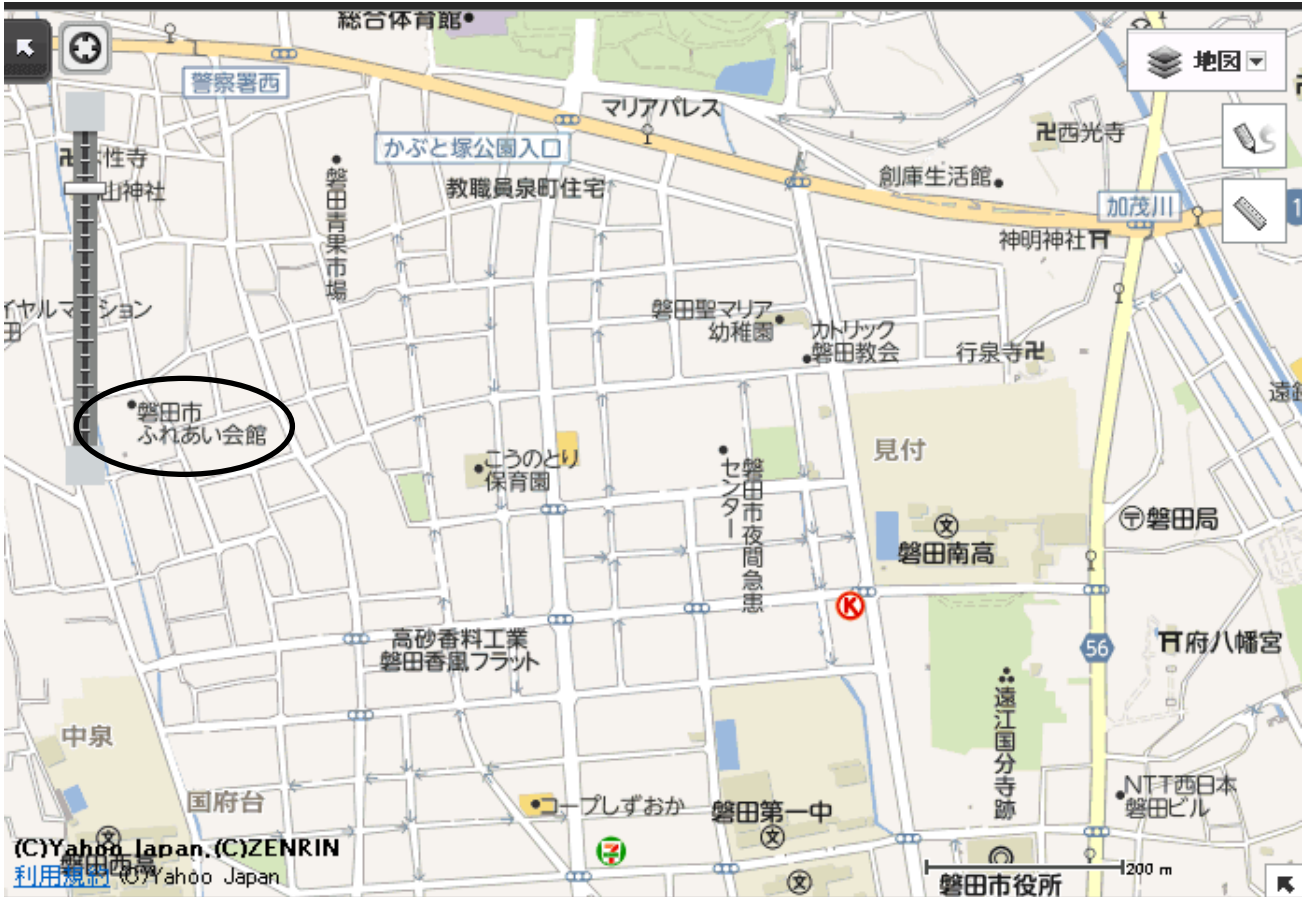 総合体育館
警察署西
地図
マリアパレス
かぶと塚公園入口
卍西光寺
性寺
神社
磐田青果市場
教職員泉町住宅
創庫生活館
加茂川
1
神明神社
イヤルマンション
田
磐田聖マリア
幼稚園
カトリック
磐田教会
行泉寺卍
遠鉄
磐田市
ふれあい会館
こうのとり
保育園
磐田市夜間急患
センター
見付
文
磐田南高
〒磐田局
K
高砂香料工業
磐田香風フラット
56
府八幡宮
遠江国分寺跡
中泉
国府台
コープしずおか
磐田第一中
文
NTT西日本
磐田ビル
文
7
文
磐田市役所
200 m
(C)Yahoo Japan,(C)ZENRIN
利用規約 (C)Yahoo Japan